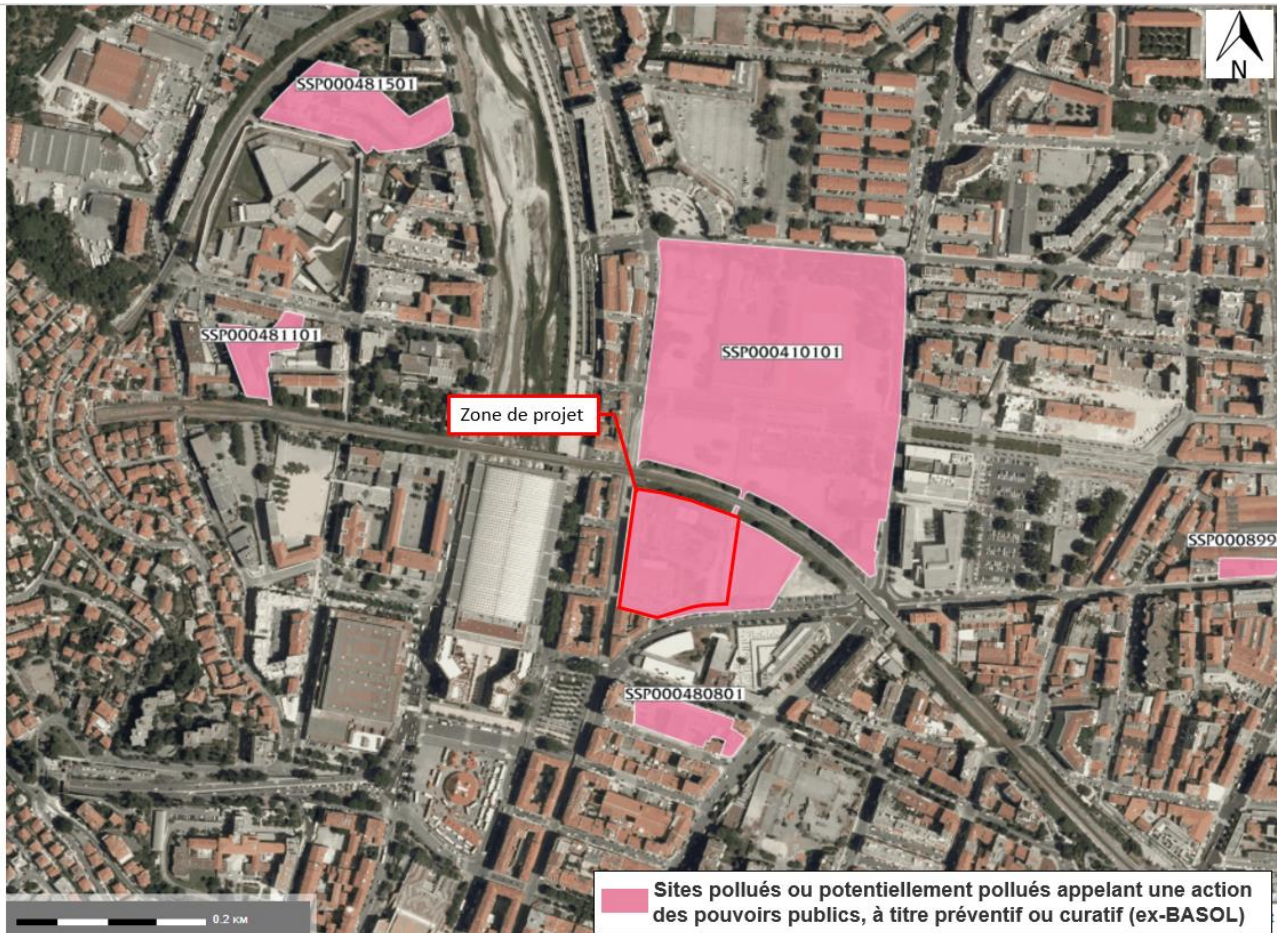 N
SSP000481501
SSP000481101
SSP000410101
Zone de projet
SSP000899
SSP000480801
0.2 KM
Sites pollués ou potentiellement pollués appelant une action
des pouvoirs publics, à titre préventif ou curatif (ex-BASOL)